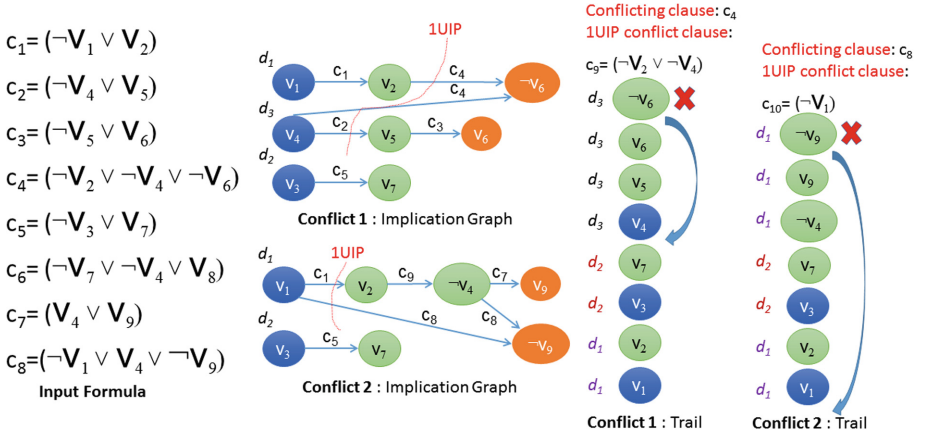 c1= (¬V1 ∨ V2)
c2= (¬V4 ∨ V5)
c3= (¬V5 ∨ V6)
c4= (¬V2 ∨ ¬V4 ∨ ¬V6)
c5= (¬V3 ∨ V7)
c6= (¬V7 ∨ ¬V4 ∨ V8)
c7= (V4 ∨ V9)
c8=(¬V1 ∨ V4 ∨ ¬V9)
Input Formula
1UIP
d1
V1 c1 V2 c4 ¬V6
c4
d3
V4 c2 V5 c3 V6
d2
V3 c5 V7
Conflict 1 : Implication Graph
d1
1UIP
V1 c1 V2 c9 ¬V4 c7 V9
c8 c8
¬V9
d2
V3 c5 V7
Conflict 2 : Implication Graph
Conflicting clause: c4
1UIP conflict clause:
c9= (¬V2 ∨ ¬V4)
d3 ¬V6
d3 V6
d3 V5
d3 V4
d2 V7
d2 V3
d1 V2
d1 V1
Conflict 1 : Trail
Conflicting clause: c8
1UIP conflict clause:
c10= (¬V1)
d1 ¬V9
d1 V9
d1 ¬V4
d2 V7
d2 V3
d1 V2
d1 V1
Conflict 2 : Trail